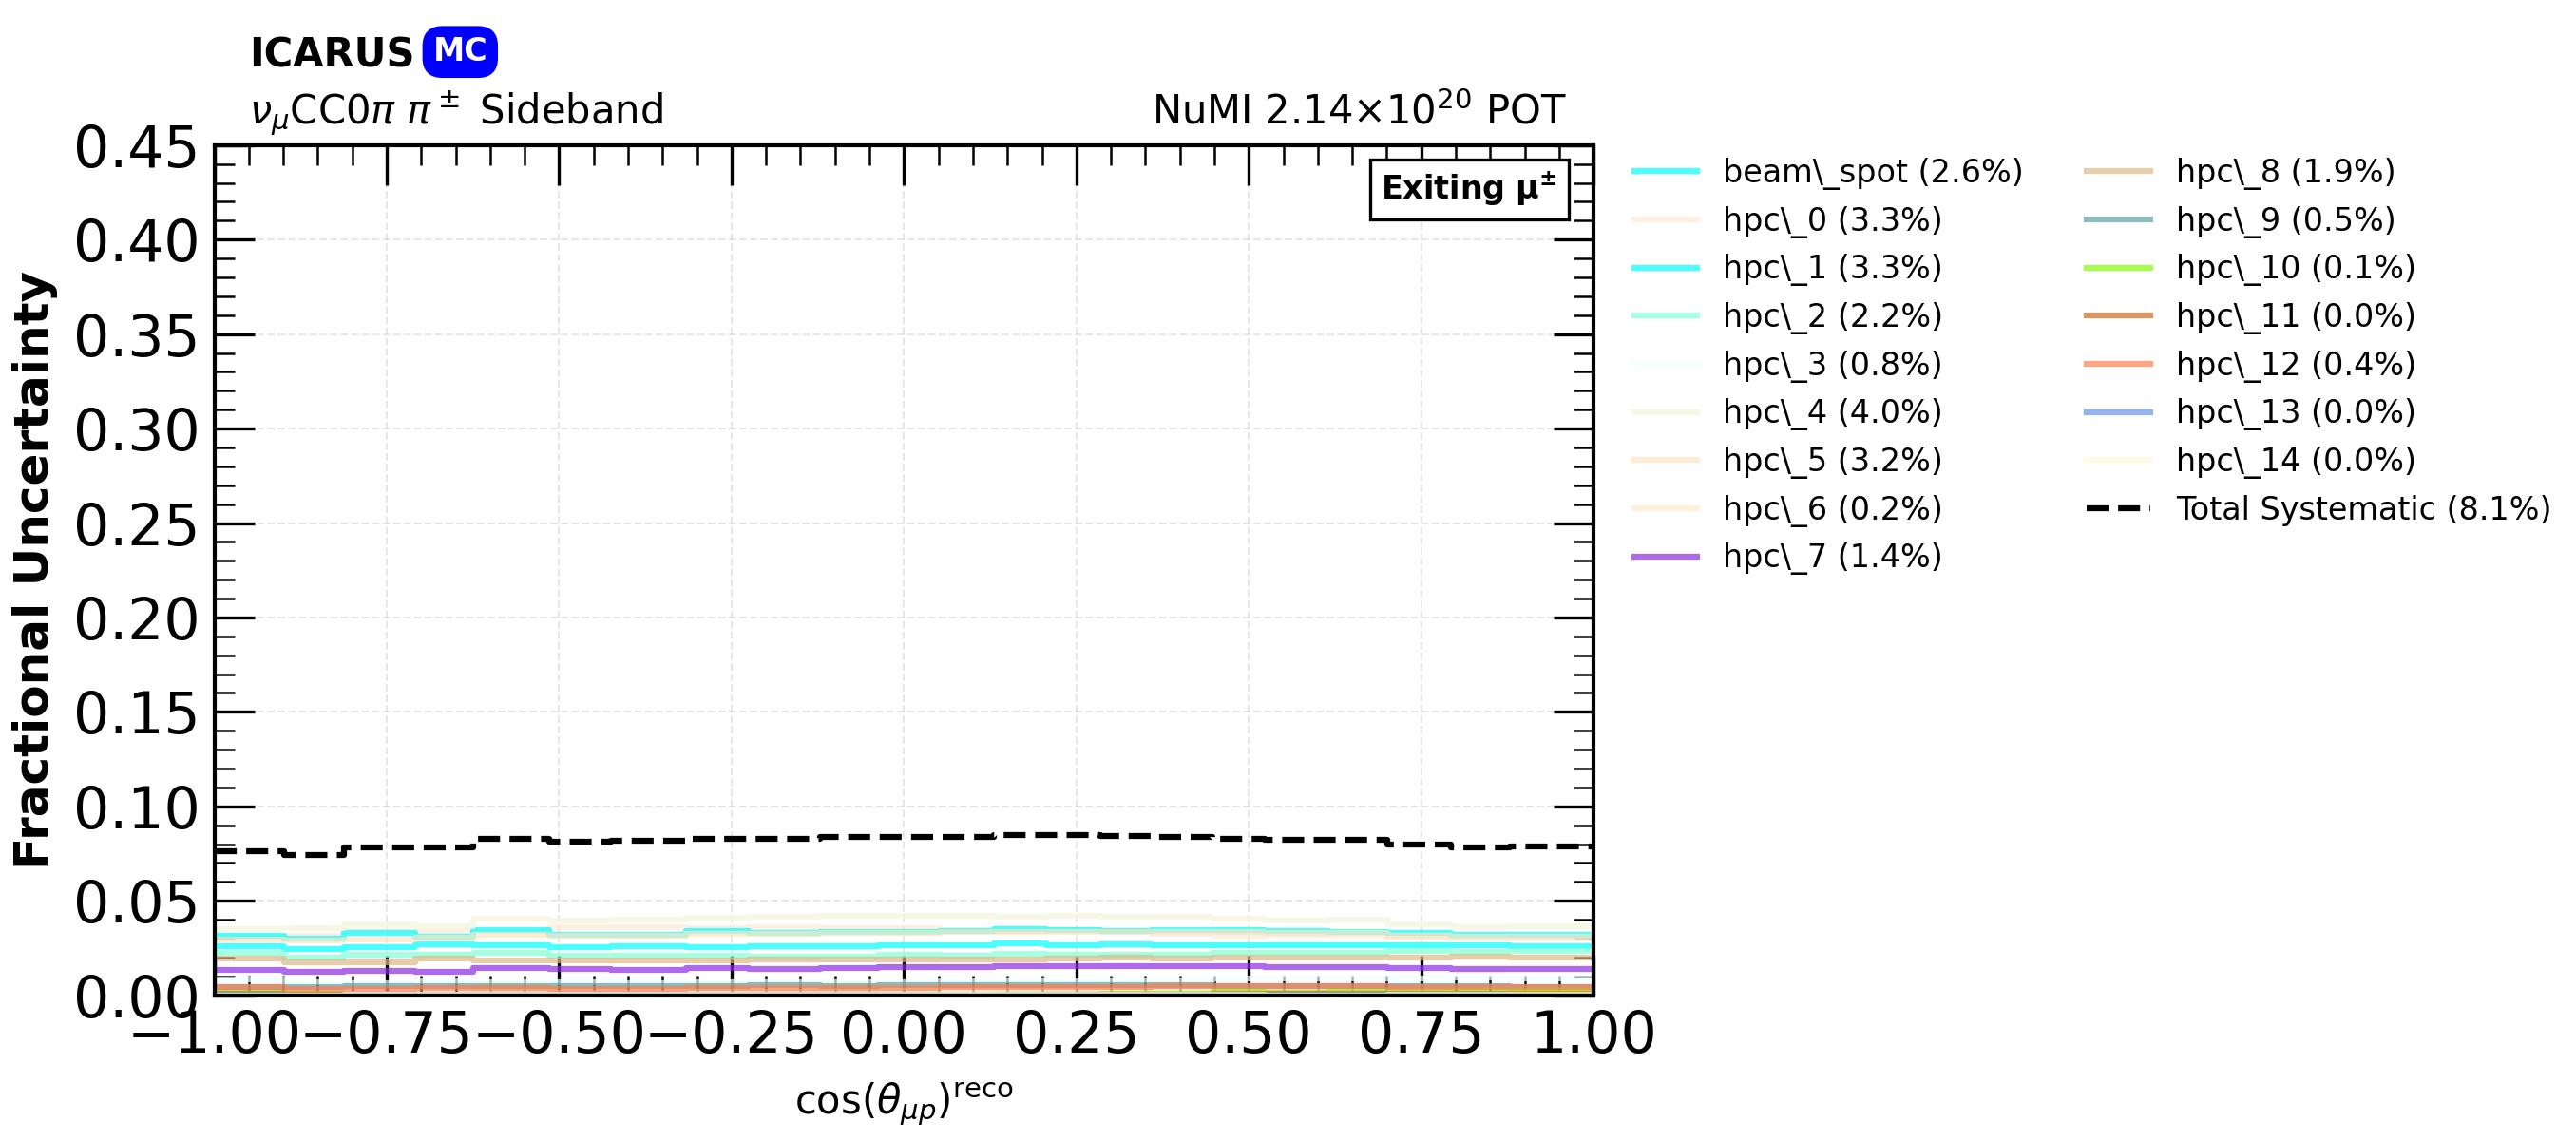 ICARUS MC
νμCC0π π± Sideband
NuMI 2.14×10²⁰ POT
Exiting μ±
Fractional Uncertainty
0.45
0.40
0.35
0.30
0.25
0.20
0.15
0.10
0.05
0.00
−1.00 −0.75 −0.50 −0.25 0.00 0.25 0.50 0.75 1.00
cos(θμp)reco
beam\_spot (2.6%)
hpc\_0 (3.3%)
hpc\_1 (3.3%)
hpc\_2 (2.2%)
hpc\_3 (0.8%)
hpc\_4 (4.0%)
hpc\_5 (3.2%)
hpc\_6 (0.2%)
hpc\_7 (1.4%)
hpc\_8 (1.9%)
hpc\_9 (0.5%)
hpc\_10 (0.1%)
hpc\_11 (0.0%)
hpc\_12 (0.4%)
hpc\_13 (0.0%)
hpc\_14 (0.0%)
Total Systematic (8.1%)